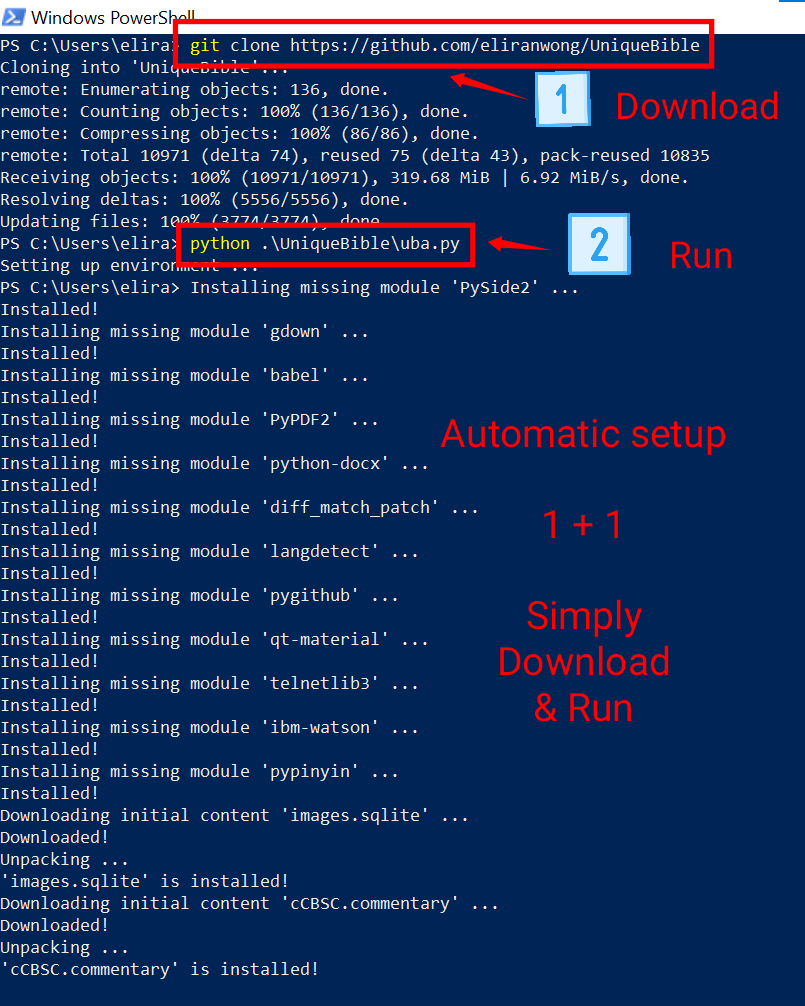 Windows PowerShell
PS C:\Users\elira> git clone https://github.com/eliranwong/UniqueBible
Cloning into 'UniqueBible'...
remote: Enumerating objects: 136, done.
1
Download
remote: Counting objects: 100% (136/136), done.
remote: Compressing objects: 100% (86/86), done.
remote: Total 10971 (delta 74), reused 75 (delta 43), pack-reused 10835
Receiving objects: 100% (10971/10971), 319.68 MiB | 6.92 MiB/s, done.
Resolving deltas: 100% (5556/5556), done.
Updating files: 100% (3774/3774), done.
PS C:\Users\elira> python .\UniqueBible\uba.py
2
Run
Setting up environment ...
PS C:\Users\elira> Installing missing module 'PySide2' ...
Installed!
Installing missing module 'gdown' ...
Installed!
Installing missing module 'babel' ...
Installed!
Installing missing module 'PyPDF2' ...
Installed!
Automatic setup
Installing missing module 'python-docx' ...
Installed!
Installing missing module 'diff_match_patch' ...
Installed!
1 + 1
Installing missing module 'langdetect' ...
Installed!
Installing missing module 'pygithub' ...
Installed!
Simply
Download
& Run
Installing missing module 'qt-material' ...
Installed!
Installing missing module 'telnetlib3' ...
Installed!
Installing missing module 'ibm-watson' ...
Installed!
Installing missing module 'pypinyin' ...
Installed!
Downloading initial content 'images.sqlite' ...
Downloaded!
Unpacking ...
'images.sqlite' is installed!
Downloading initial content 'cCBSC.commentary' ...
Downloaded!
Unpacking ...
'cCBSC.commentary' is installed!